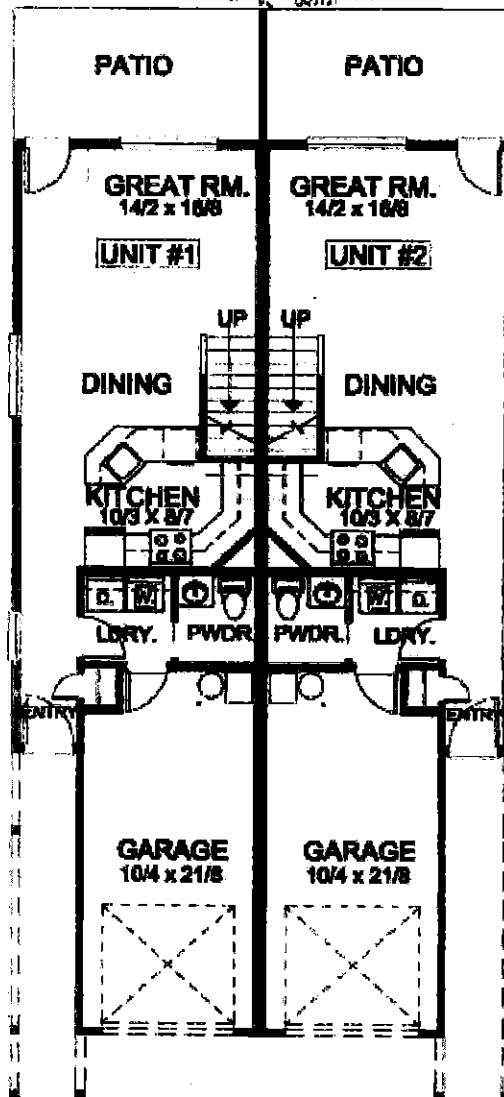 PATIO PATIO
GREAT RM. GREAT RM.
14/2 x 16/8 14/2 x 16/8
UNIT #1 UNIT #2
UP UP
DINING DINING
KITCHEN KITCHEN
10/3 X 8/7 10/3 X 8/7
D. W. W. D.
LDRY. PWDR. PWDR. LDRY.
ENTRY ENTRY
GARAGE GARAGE
10/4 x 21/8 10/4 x 21/8